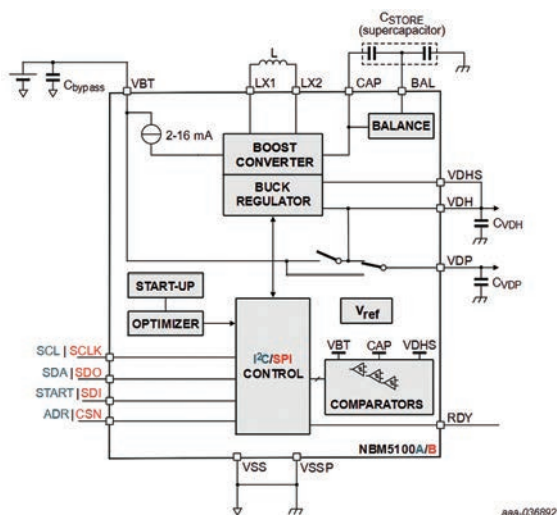 CSTORE
(supercapacitor)
L
Cbypass
VBT
LX1
LX2
CAP
BAL
2-16 mA
BOOST
CONVERTER
BALANCE
BUCK
REGULATOR
VDHS
VDH
CVDH
VDP
CVDP
START-UP
OPTIMIZER
Vref
SCL | SCLK
SDA | SDO
START | SDI
ADR | CSN
I²C/SPI
CONTROL
VBT CAP VDHS
COMPARATORS
RDY
NBM5100A/B
VSS
VSSP
aaa-036892